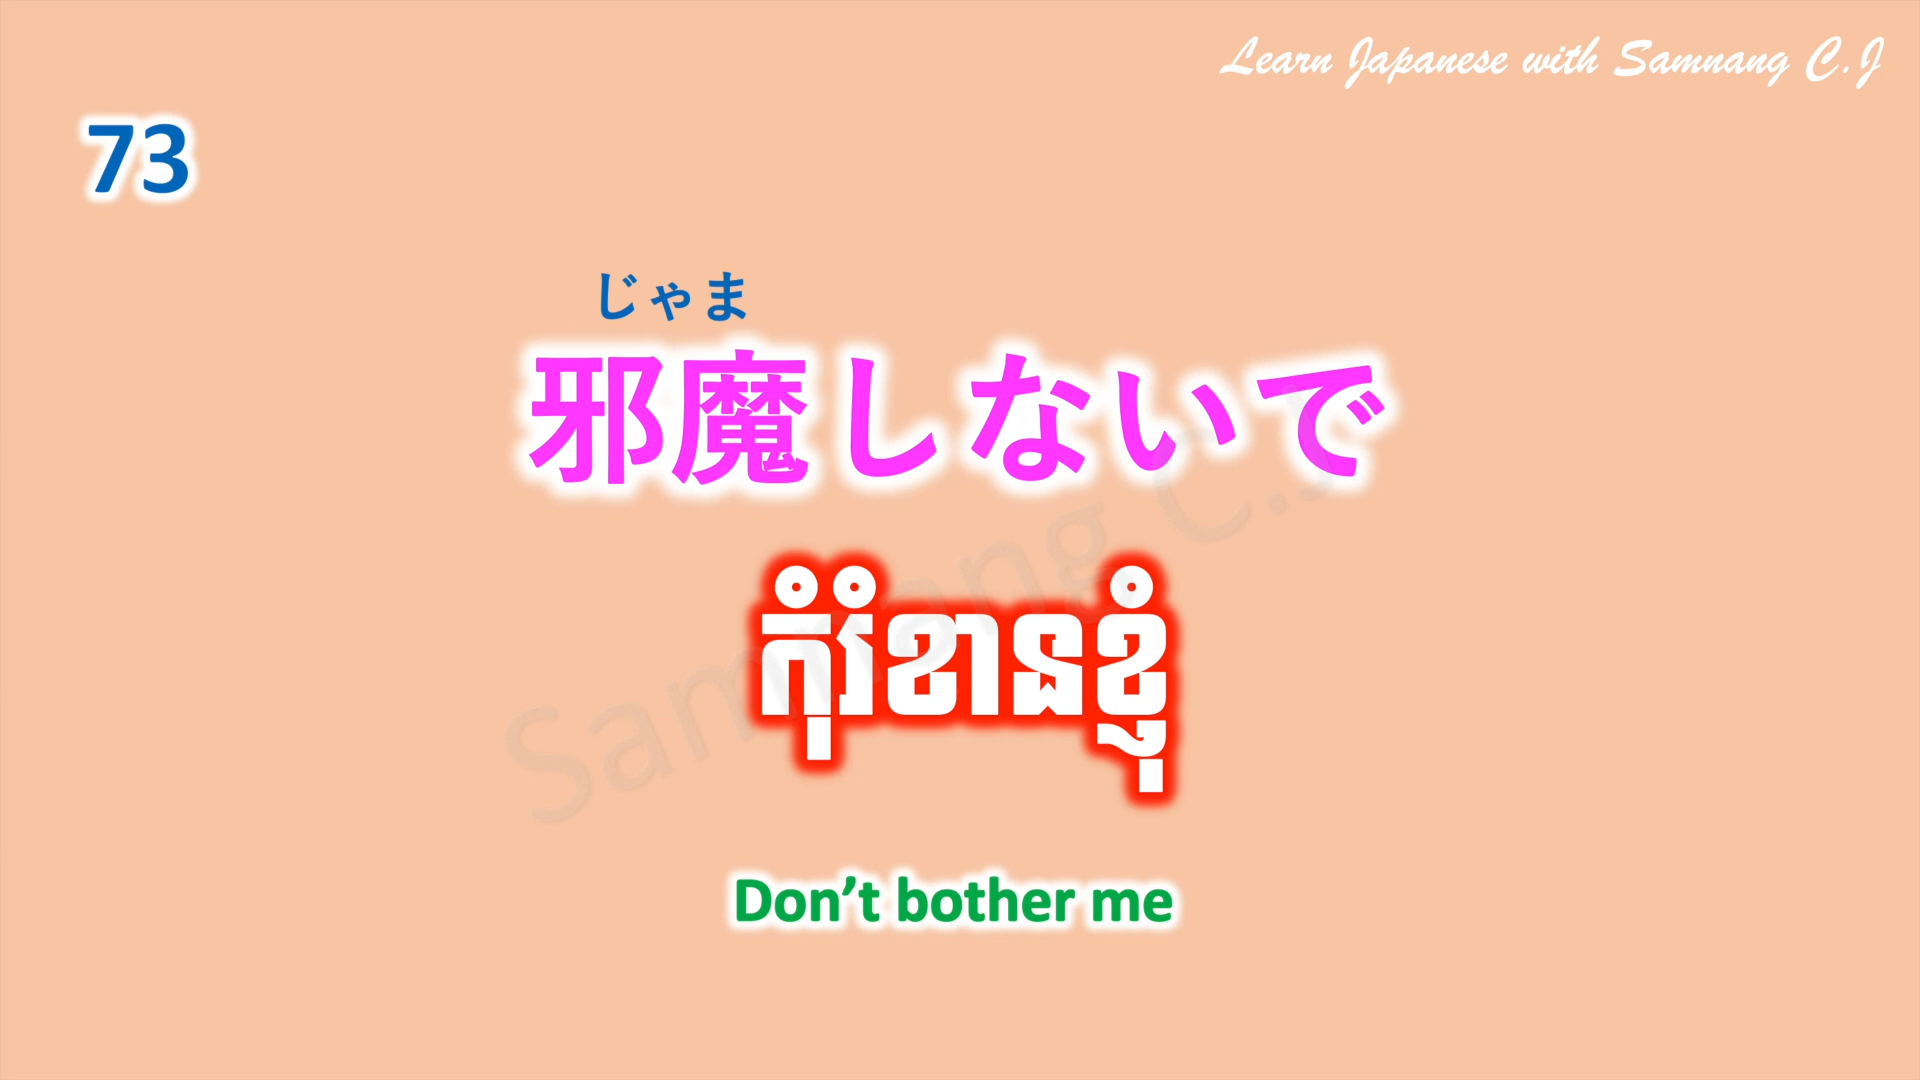 Learn Japanese with Samnang C.J
73
じゃま
邪魔しないで
កុំរំខានខ្ញុំ
Samnang C.J
Don’t bother me